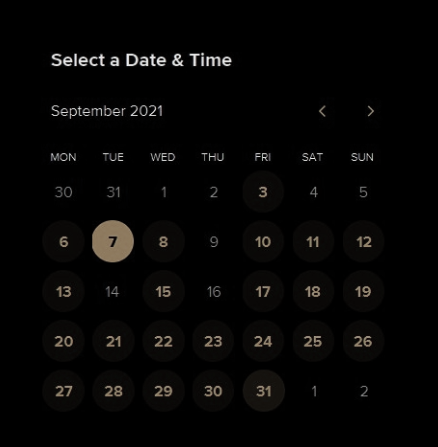 Select a Date & Time
September 2021
MON TUE WED THU FRI SAT SUN
30 31 1 2 3 4 5
6 7 8 9 10 11 12
13 14 15 16 17 18 19
20 21 22 23 24 25 26
27 28 29 30 31 1 2